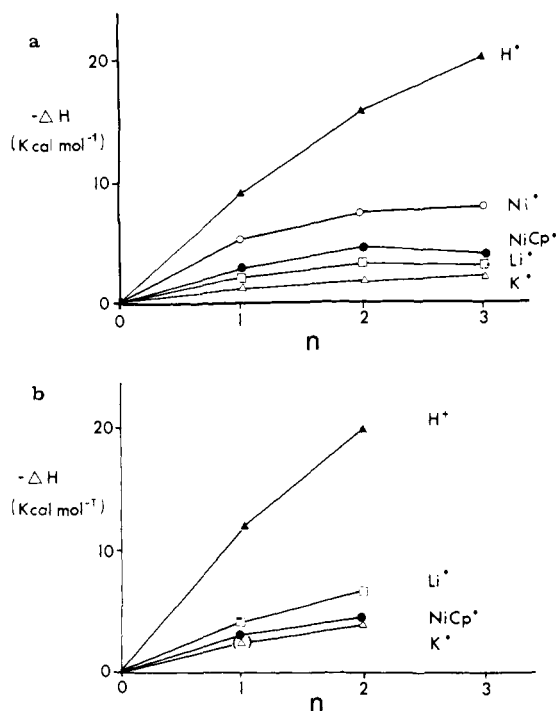 a
20
H⁺
-△H
(Kcal mol⁻¹)
10
Ni⁺
NiCp⁺
Li⁺
K⁺
0
0 1 2 3
n
b
20
H⁺
-△H
(Kcal mol⁻¹)
10
Li⁺
NiCp⁺
( )
K⁺
0
0 1 2 3
n